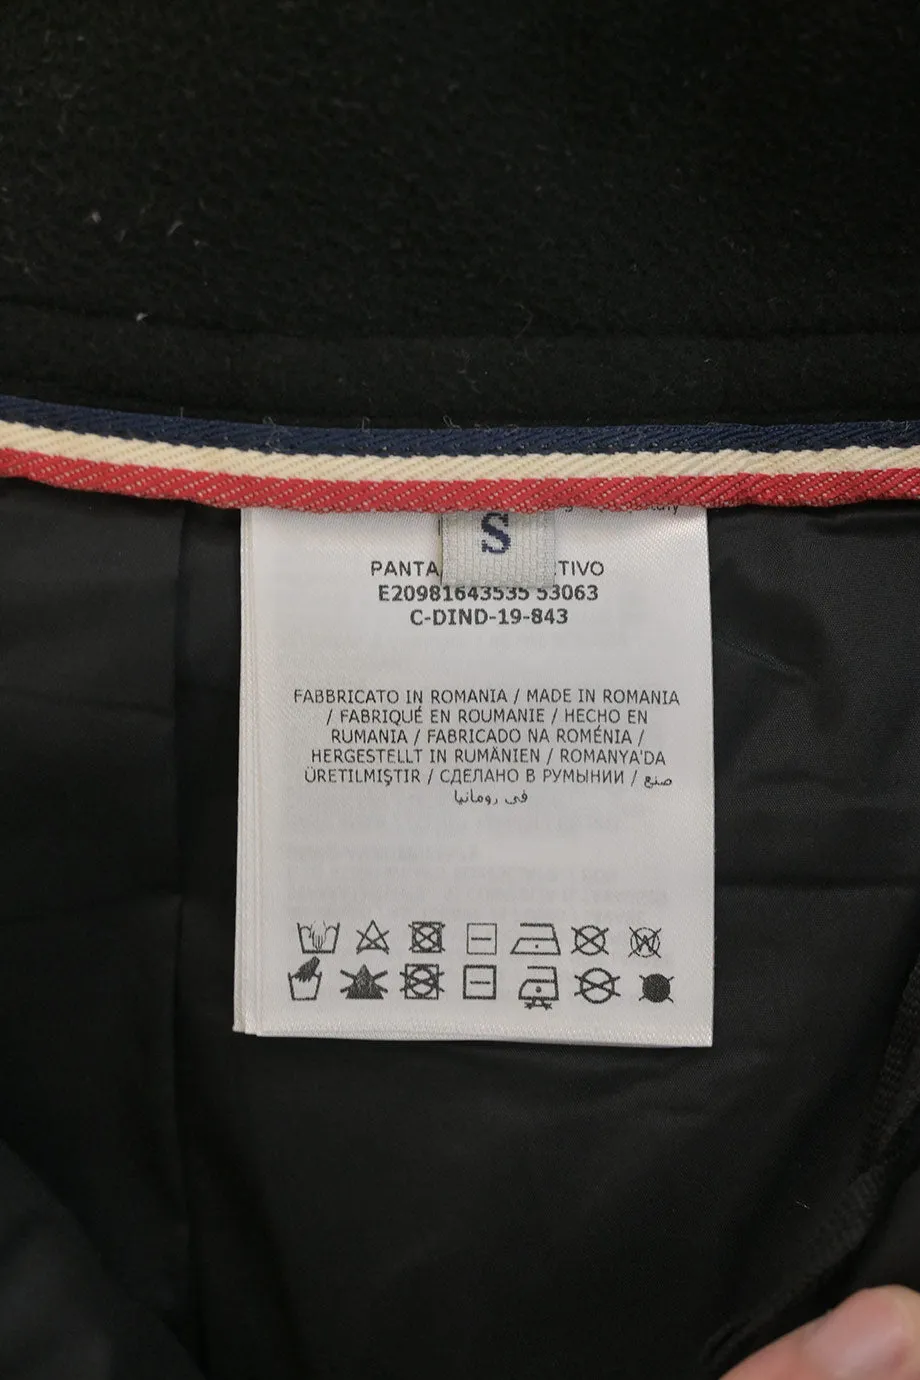 S
PANTA TIVO
E20981643535 53063
C-DIND-19-843
FABBRICATO IN ROMANIA / MADE IN ROMANIA
/ FABRIQUÉ EN ROUMANIE / HECHO EN
RUMANIA / FABRICADO NA ROMÉNIA /
HERGESTELLT IN RUMÄNIEN / ROMANYA'DA
ÜRETILMIŞTIR / СДЕЛАНО В РУМЫНИИ / صنع
في رومانيا